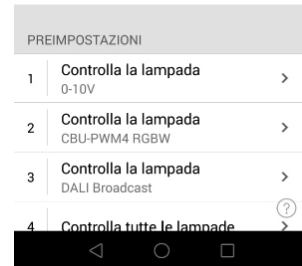 PREIMPOSTAZIONI
1 Controlla la lampada
0-10V
2 Controlla la lampada
CBU-PWM4 RGBW
3 Controlla la lampada
DALI Broadcast
?
4 Controlla tutte le lampade